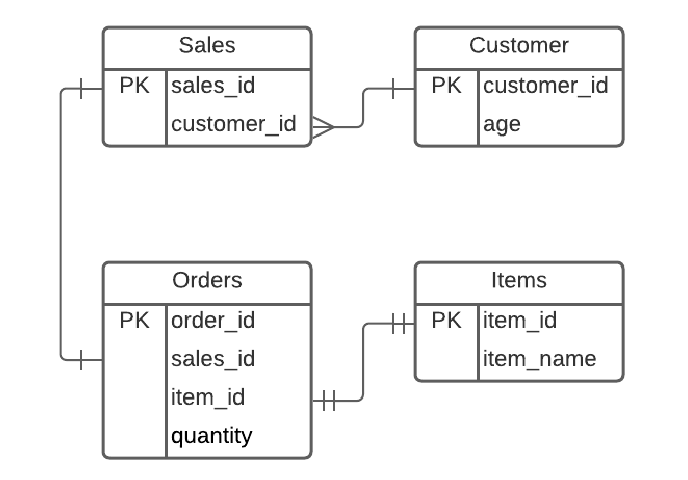 Sales
PK sales_id
customer_id
Customer
PK customer_id
age
Orders
PK order_id
sales_id
item_id
quantity
Items
PK item_id
item_name